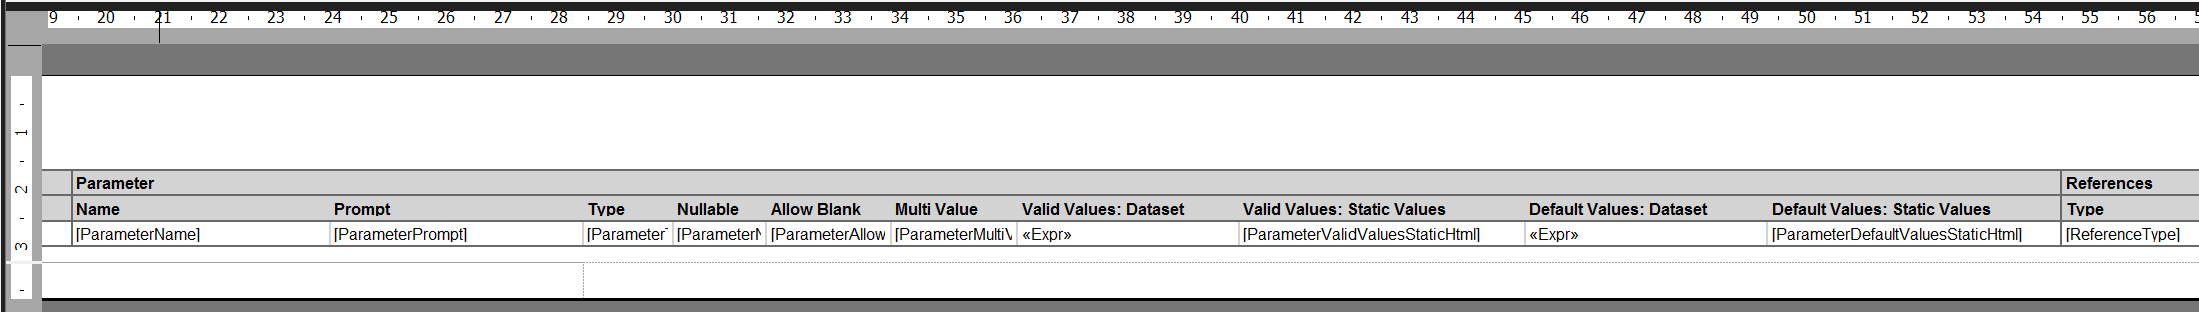 9 20 21 22 23 24 25 26 27 28 29 30 31 32 33 34 35 36 37 38 39 40 41 42 43 44 45 46 47 48 49 50 51 52 53 54 55 56
1
Parameter References
2
Name Prompt Type Nullable Allow Blank Multi Value Valid Values: Dataset Valid Values: Static Values Default Values: Dataset Default Values: Static Values Type
3
[ParameterName] [ParameterPrompt] [Parameter [Parameter [ParameterAllow [ParameterMulti «Expr» [ParameterValidValuesStaticHtml] «Expr» [ParameterDefaultValuesStaticHtml] [ReferenceType]